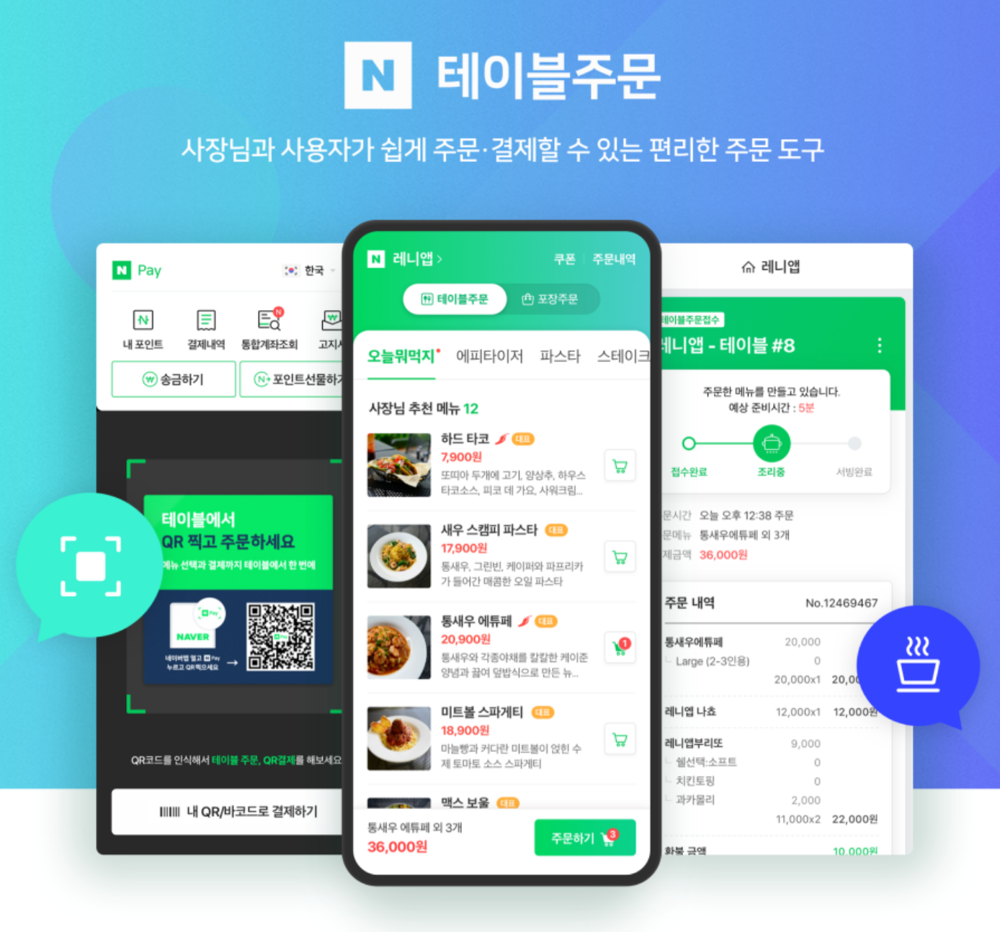 N 테이블주문
사장님과 사용자가 쉽게 주문·결제할 수 있는 편리한 주문 도구
N Pay
한국
내 포인트
결제내역
N
통합계좌조회
송금하기
테이블에서
QR 찍고 주문하세요
메뉴 선택과 결제까지 테이블에서 한 번에
N Pay
NAVER
네이버앱 열고 N Pay
누르고 QR찍으세요 →
N Pay
QR코드를 인식해서 테이블 주문, QR결제를 해보세요
내 QR/바코드로 결제하기
N 레니앱 >
쿠폰
주문내역
테이블주문
포장주문
오늘뭐먹지
에피타이저
파스타
스테이크
사장님 추천 메뉴 12
하드 타코 대표
7,900원
또띠아 두개에 고기, 양상추, 하우스
타코소스, 피코 데 가요, 사워크림...
새우 스캠피 파스타 대표
17,900원
통새우, 그린빈, 케이퍼와 파프리카
가 들어간 매콤한 오일 파스타
통새우 에튜페 대표
20,900원
1
통새우와 각종야채를 칼칼한 케이준
양념과 끓여 덮밥식으로 만든 뉴...
미트볼 스파게티 대표
18,900원
마늘빵과 커다란 미트볼이 얹힌 수
제 토마토 소스 스파게티
맥스 보울 대표
통새우 에튜페 외 3개
36,000원
주문하기 3
레니앱
테이블주문접수
레니앱 - 테이블 #8
주문한 메뉴를 만들고 있습니다.
예상 준비시간 : 5분
접수완료
조리중
서빙완료
문시간 오늘 오후 12:38 주문
문메뉴 통새우에튜페 외 3개
제금액 36,000원
주문 내역 No.12469467
통새우에튜페 20,000
Large (2-3인용) 0
20,000x1
레니엡 나쵸 12,000x1 12,000원
레니앱부리또 9,000
쉘선택:소프트 0
치킨토핑 0
과카몰리 2,000
11,000x2 22,000원
환불 금액 10,000원